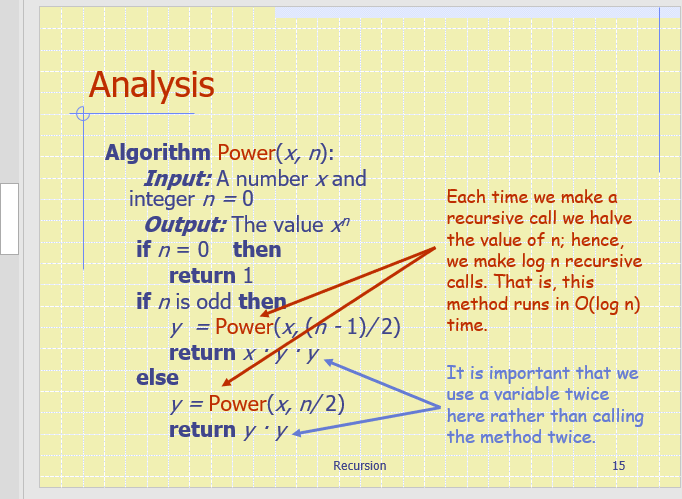 Analysis
Algorithm Power(x, n):
Input: A number x and
integer n = 0
Output: The value xⁿ
if n = 0 then
return 1
if n is odd then
y = Power(x, (n - 1)/2)
return x · y · y
else
y = Power(x, n/2)
return y · y
Each time we make a
recursive call we halve
the value of n; hence,
we make log n recursive
calls. That is, this
method runs in O(log n)
time.
It is important that we
use a variable twice
here rather than calling
the method twice.
Recursion
15